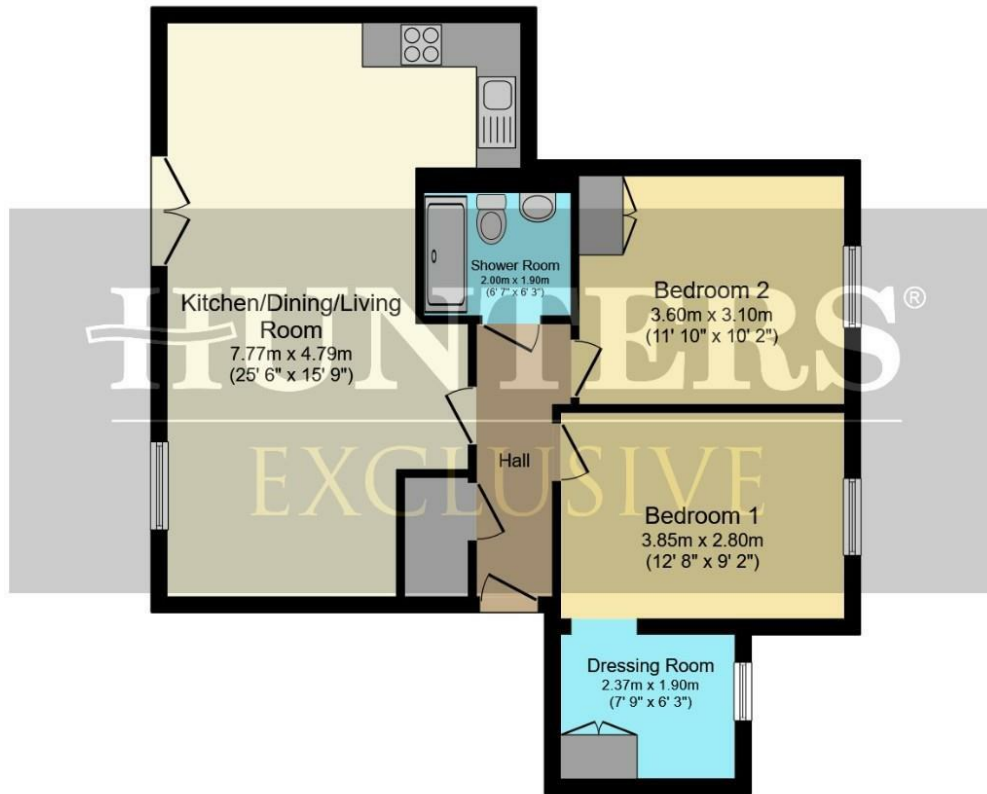 Kitchen/Dining/Living
Room
7.77m x 4.79m
(25' 6" x 15' 9")
Shower Room
2.00m x 1.90m
(6' 7" x 6' 3")
Bedroom 2
3.60m x 3.10m
(11' 10" x 10' 2")
HUNTERS®
EXCLUSIVE
Hall
Bedroom 1
3.85m x 2.80m
(12' 8" x 9' 2")
Dressing Room
2.37m x 1.90m
(7' 9" x 6' 3")